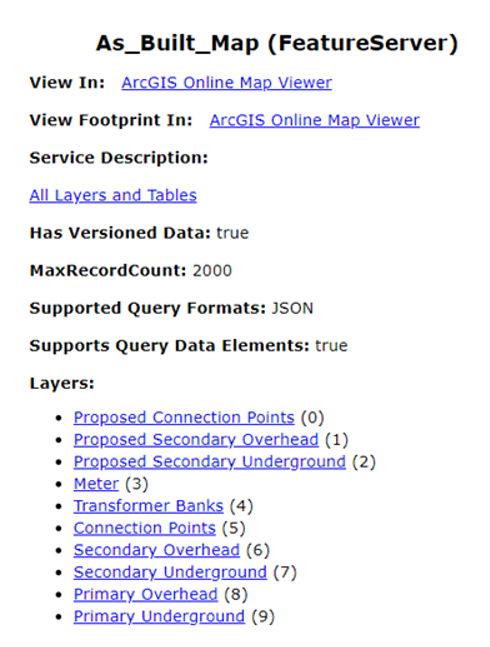 As_Built_Map (FeatureServer)
View In: ArcGIS Online Map Viewer
View Footprint In: ArcGIS Online Map Viewer
Service Description:
All Layers and Tables
Has Versioned Data: true
MaxRecordCount: 2000
Supported Query Formats: JSON
Supports Query Data Elements: true
Layers:
• Proposed Connection Points (0)
• Proposed Secondary Overhead (1)
• Proposed Secondary Underground (2)
• Meter (3)
• Transformer Banks (4)
• Connection Points (5)
• Secondary Overhead (6)
• Secondary Underground (7)
• Primary Overhead (8)
• Primary Underground (9)